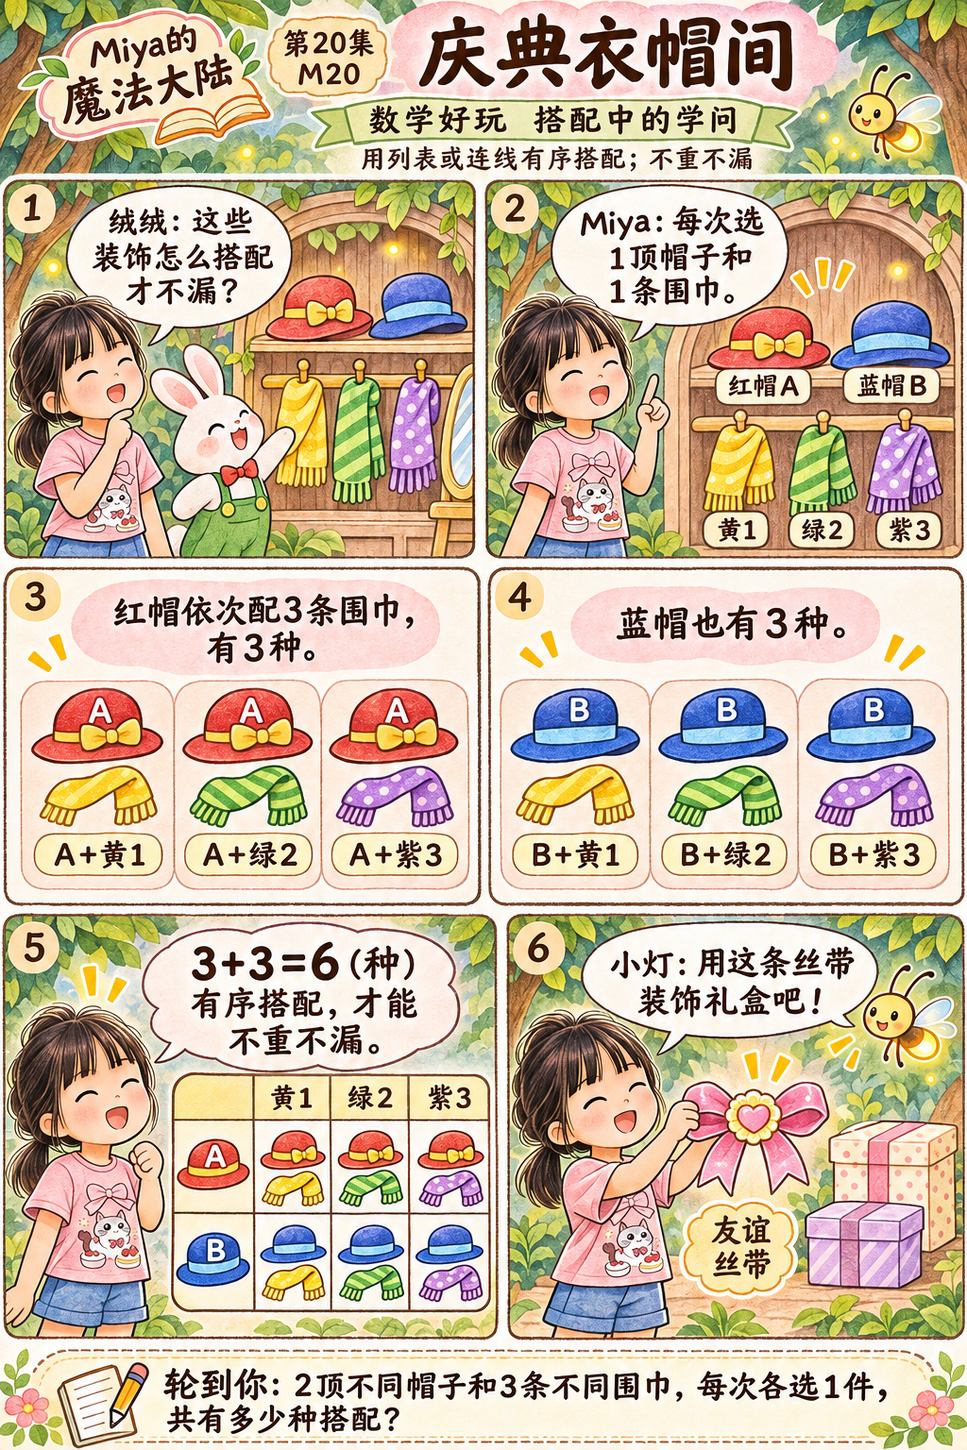 Miya的
魔法大陆
第20集
M20
庆典衣帽间
数学好玩 搭配中的学问
用列表或连线有序搭配；不重不漏
1
绒绒：这些
装饰怎么搭配
才不漏？
2
Miya：每次选
1顶帽子和
1条围巾。
红帽A
蓝帽B
黄1
绿2
紫3
3
红帽依次配3条围巾，
有3种。
A
A
A
A+黄1
A+绿2
A+紫3
4
蓝帽也有3种。
B
B
B
B+黄1
B+绿2
B+紫3
5
3+3=6（种）
有序搭配，才能
不重不漏。
黄1
绿2
紫3
A
B
6
小灯：用这条丝带
装饰礼盒吧！
友谊
丝带
轮到你：2顶不同帽子和3条不同围巾，每次各选1件，
共有多少种搭配？